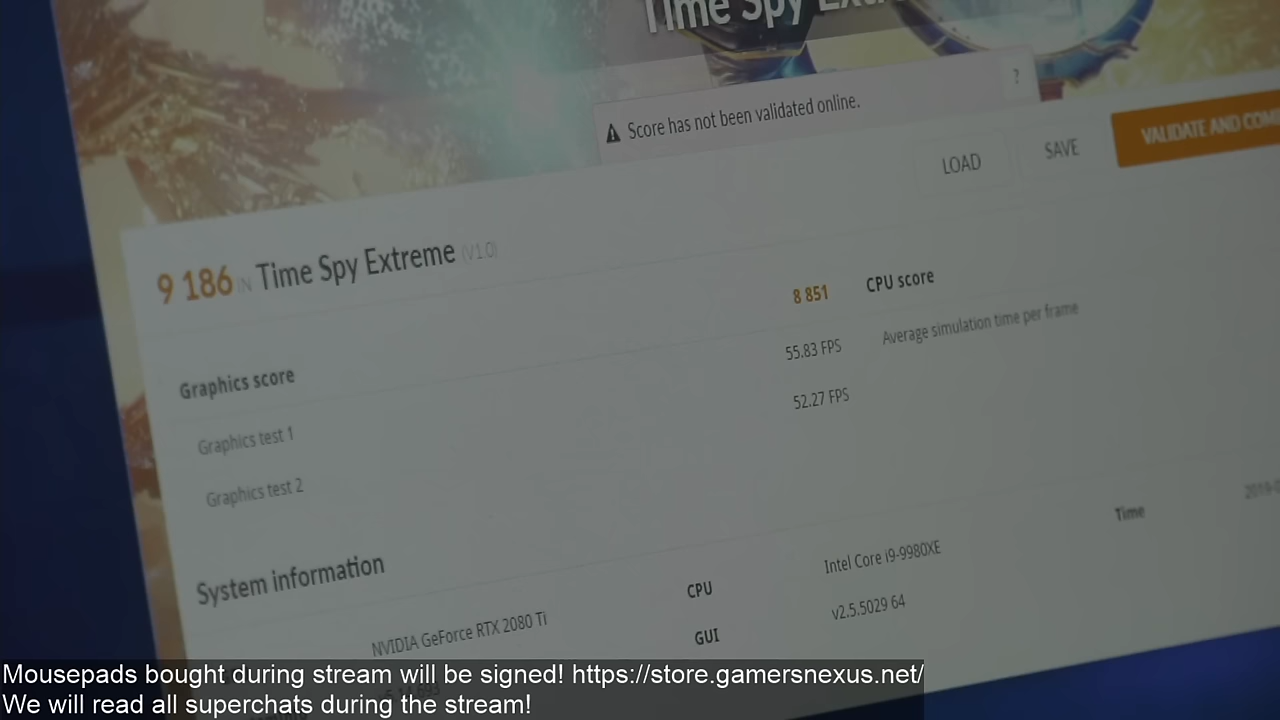 Time Spy
?
Score has not been validated online.
LOAD
SAVE
VALIDATE AND
9 186 IN Time Spy Extreme (V1.0)
Graphics score
8 851
CPU score
Graphics test 1
55.83 FPS
Average simulation time per frame
Graphics test 2
52.27 FPS
System information
Time
NVIDIA GeForce RTX 2080 Ti
CPU
Intel Core i9-9980XE
GUI
v2.5.5029 64
Mousepads bought during stream will be signed! https://store.gamersnexus.net/
We will read all superchats during the stream!